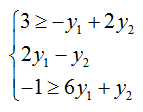 3 ≥ -y₁ + 2y₂
2y₁ - y₂
-1 ≥ 6y₁ + y₂